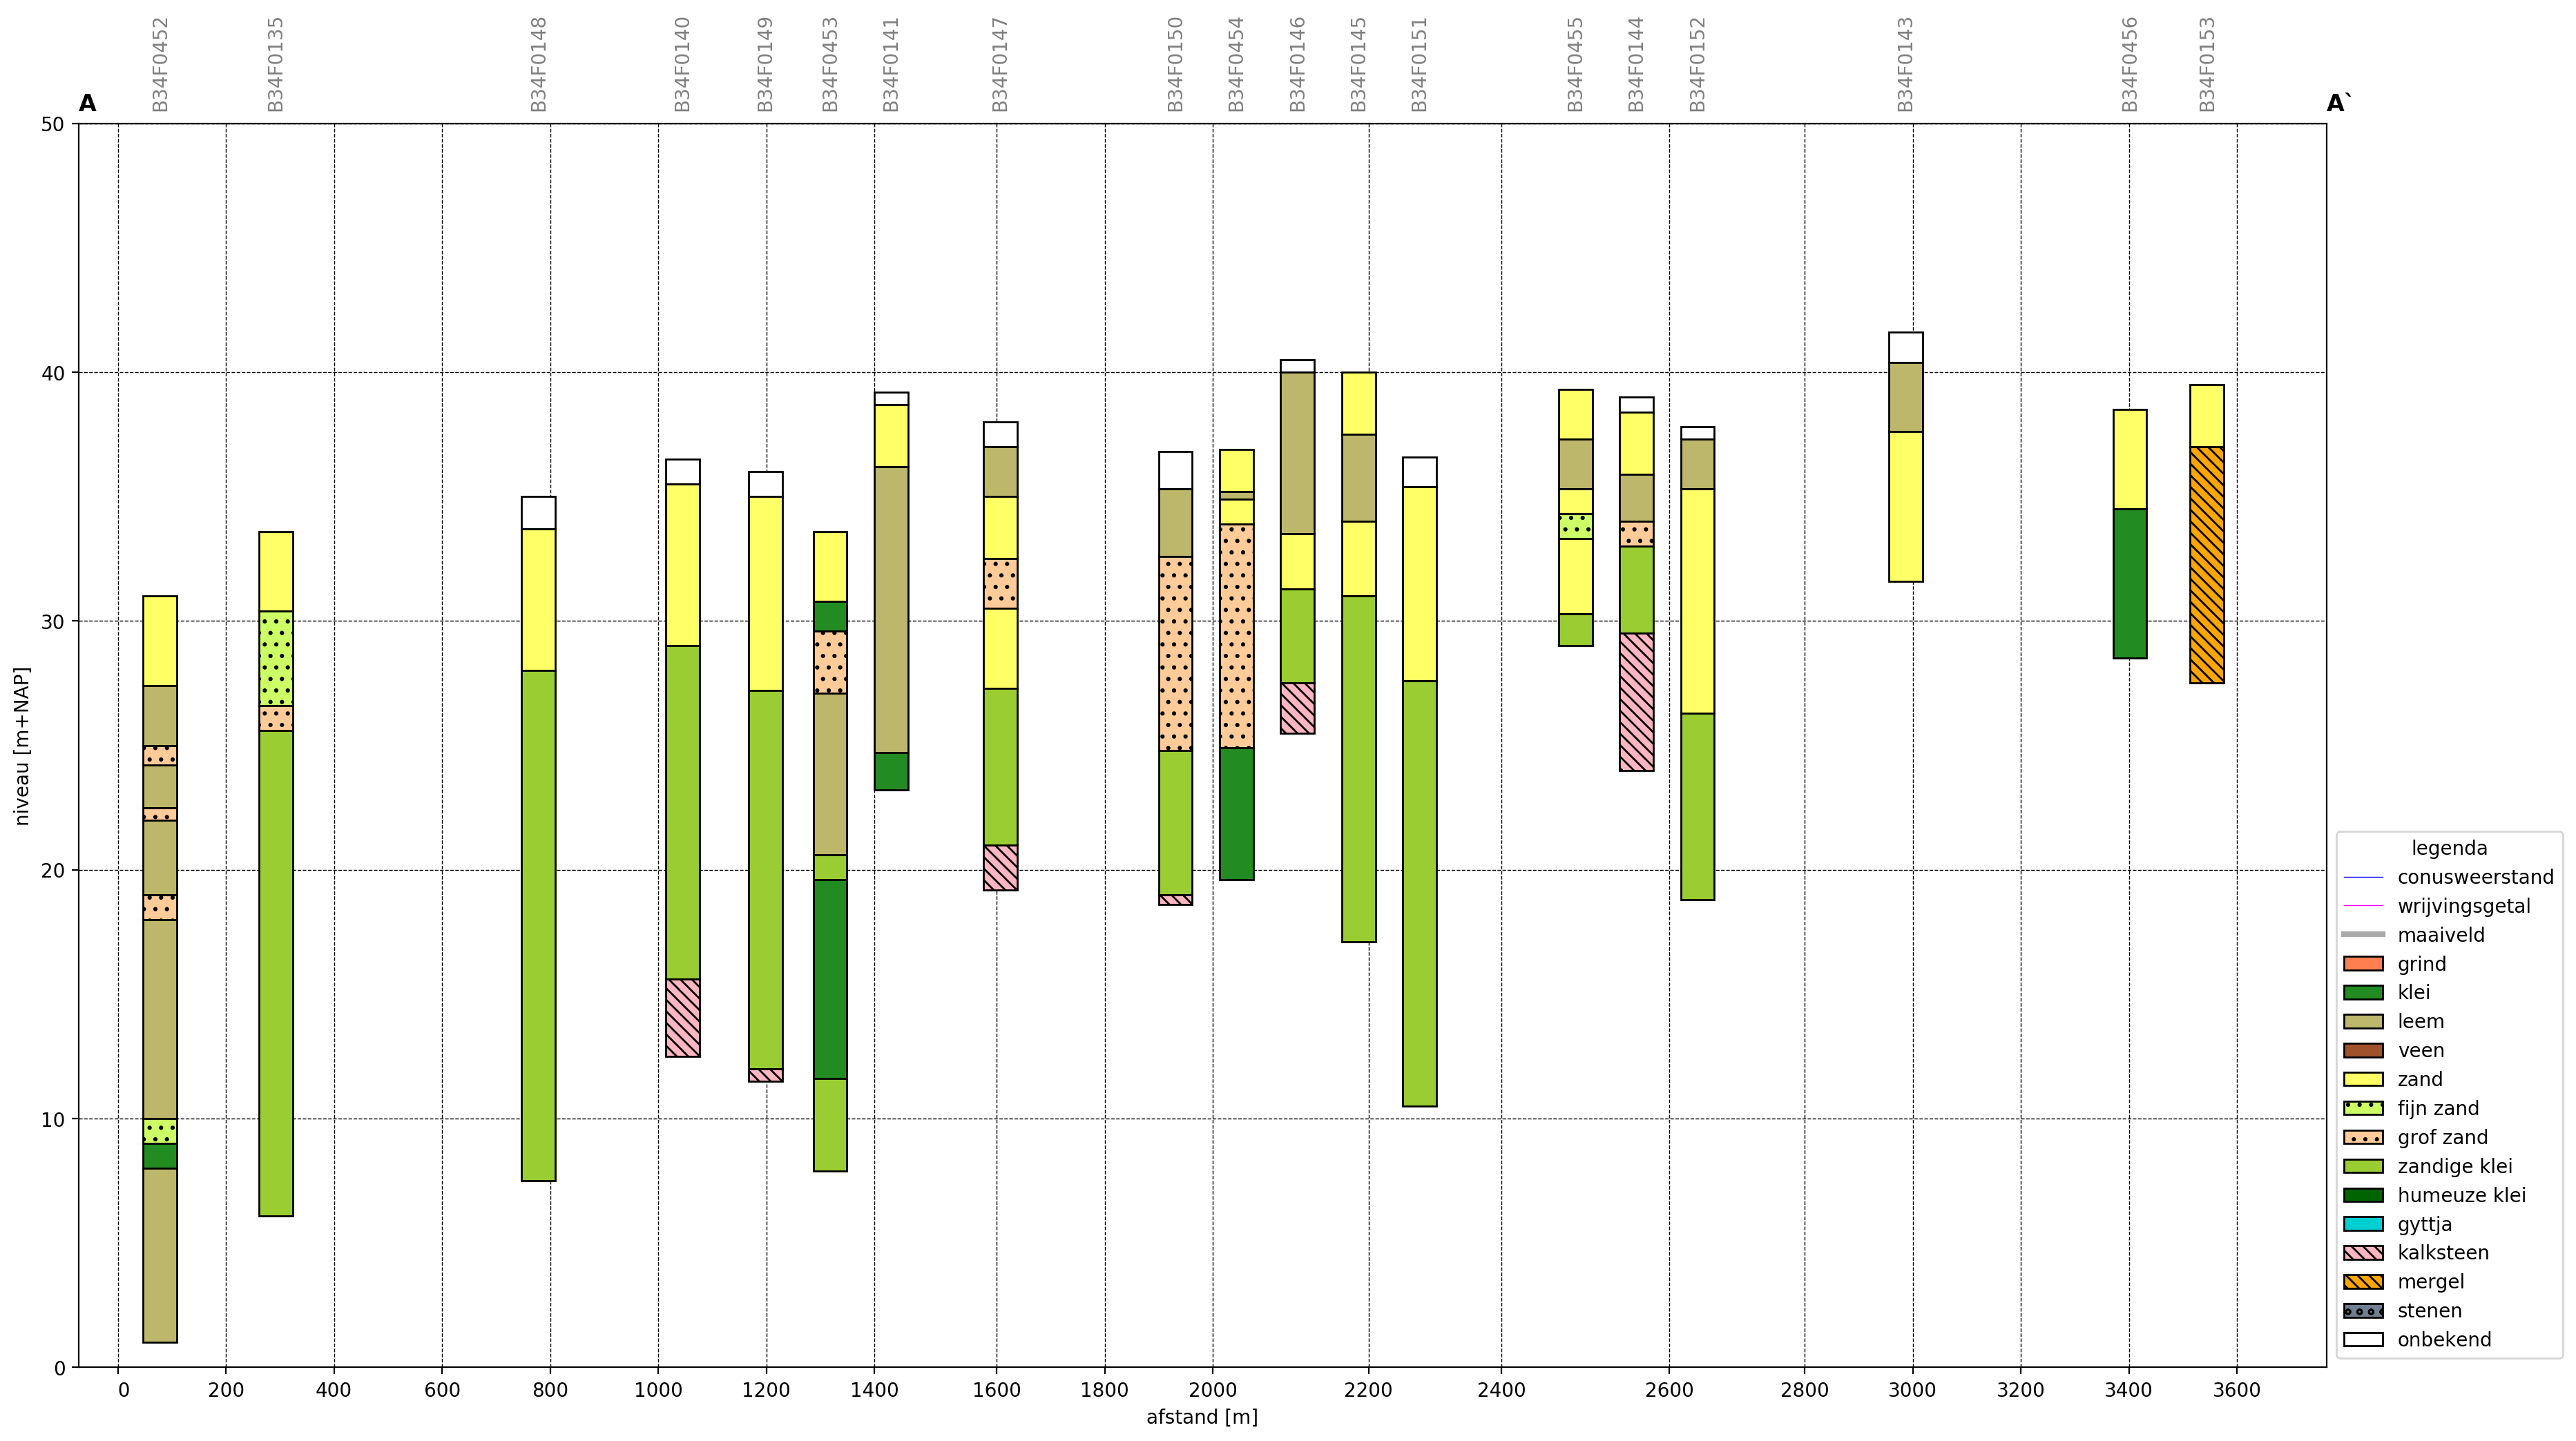 B34F0452
B34F0135
B34F0148
B34F0140
B34F0149
B34F0453
B34F0141
B34F0147
B34F0150
B34F0454
B34F0146
B34F0145
B34F0151
B34F0455
B34F0144
B34F0152
B34F0143
B34F0456
B34F0153
A
A`
50
40
30
20
10
0
niveau [m+NAP]
0 200 400 600 800 1000 1200 1400 1600 1800 2000 2200 2400 2600 2800 3000 3200 3400 3600
afstand [m]
legenda
conusweerstand
wrijvingsgetal
maaiveld
grind
klei
leem
veen
zand
fijn zand
grof zand
zandige klei
humeuze klei
gyttja
kalksteen
mergel
stenen
onbekend